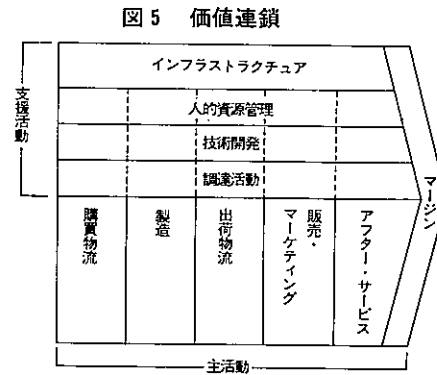 図5 価値連鎖
インフラストラクチュア
人的資源管理
技術開発
調達活動
支援活動
購買物流
製造
出荷物流
販売・
マーケティング
アフター・サービス
マージン
主活動